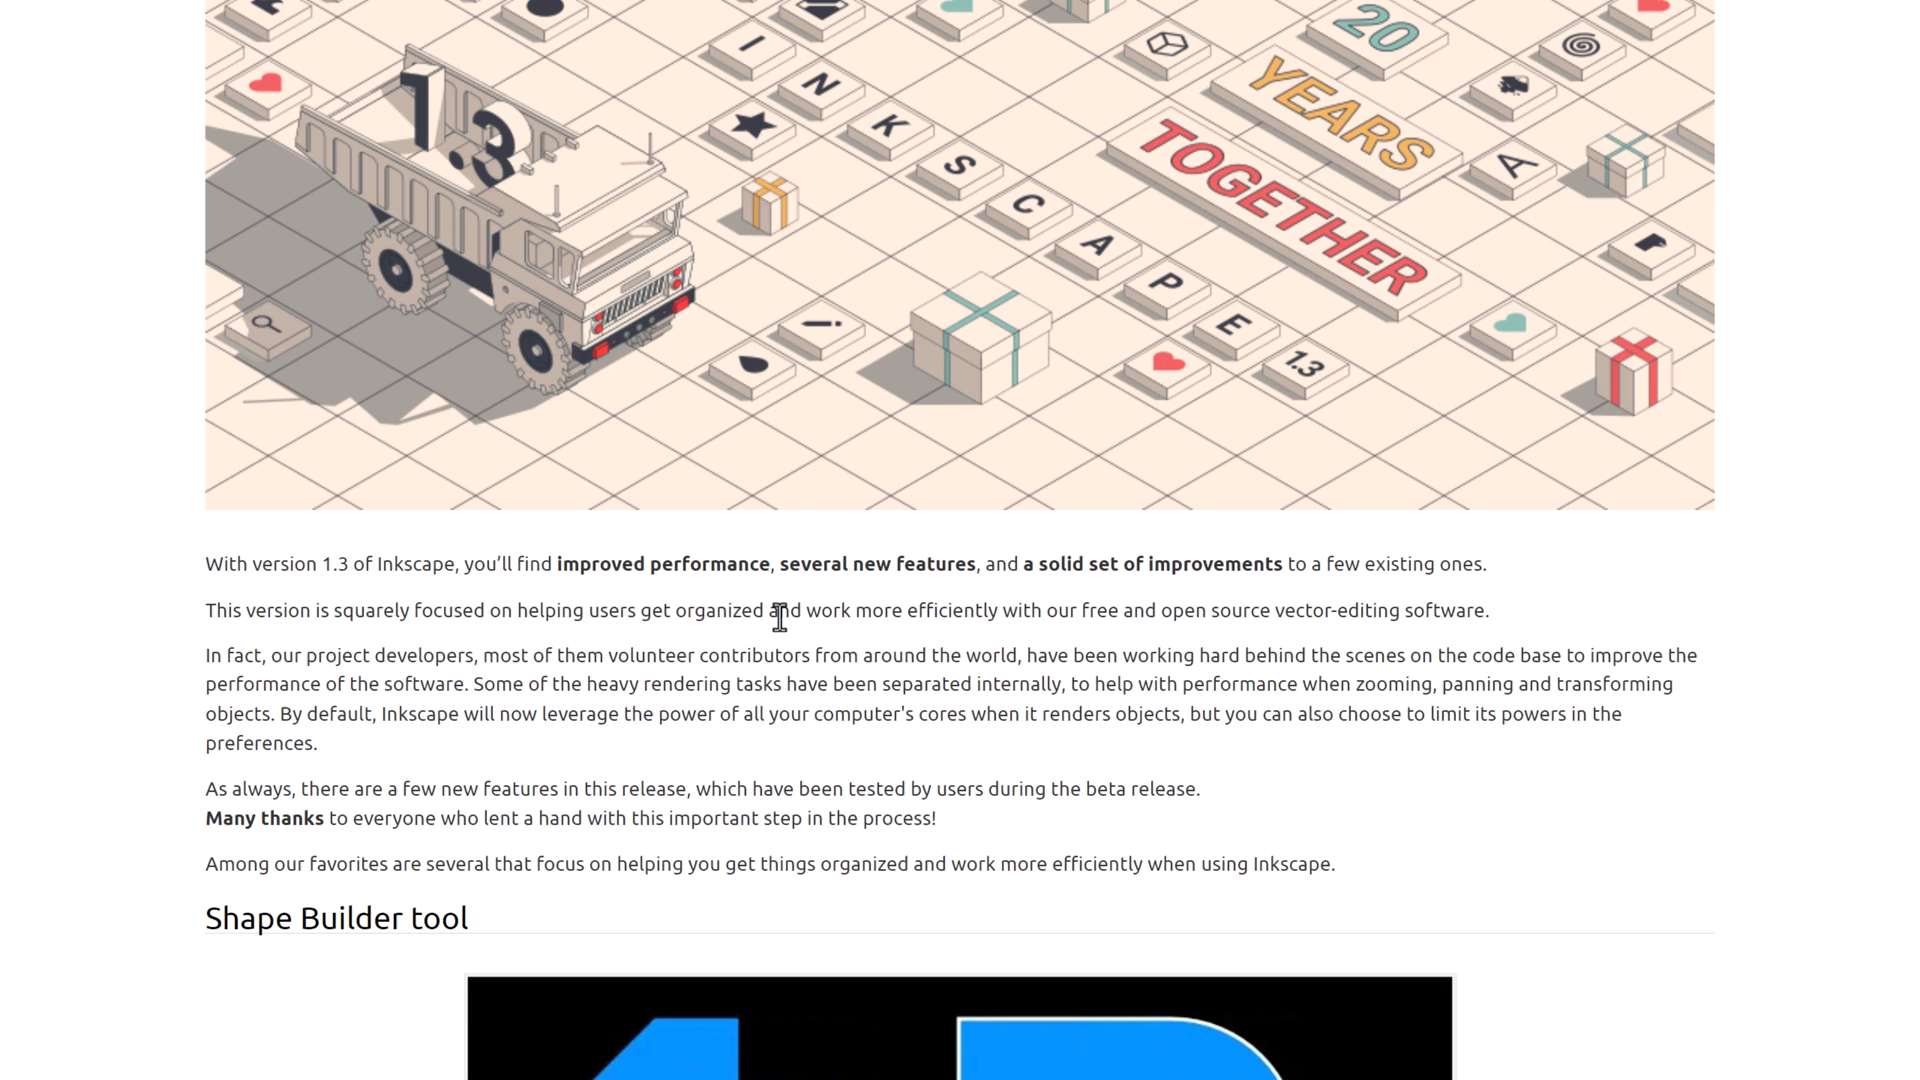 1.3
20
YEARS
TOGETHER
I
N
K
S
C
A
P
E
1.3
A
With version 1.3 of Inkscape, you’ll find improved performance, several new features, and a solid set of improvements to a few existing ones.
This version is squarely focused on helping users get organized and work more efficiently with our free and open source vector-editing software.
In fact, our project developers, most of them volunteer contributors from around the world, have been working hard behind the scenes on the code base to improve the
performance of the software. Some of the heavy rendering tasks have been separated internally, to help with performance when zooming, panning and transforming
objects. By default, Inkscape will now leverage the power of all your computer's cores when it renders objects, but you can also choose to limit its powers in the
preferences.
As always, there are a few new features in this release, which have been tested by users during the beta release.
Many thanks to everyone who lent a hand with this important step in the process!
Among our favorites are several that focus on helping you get things organized and work more efficiently when using Inkscape.
Shape Builder tool